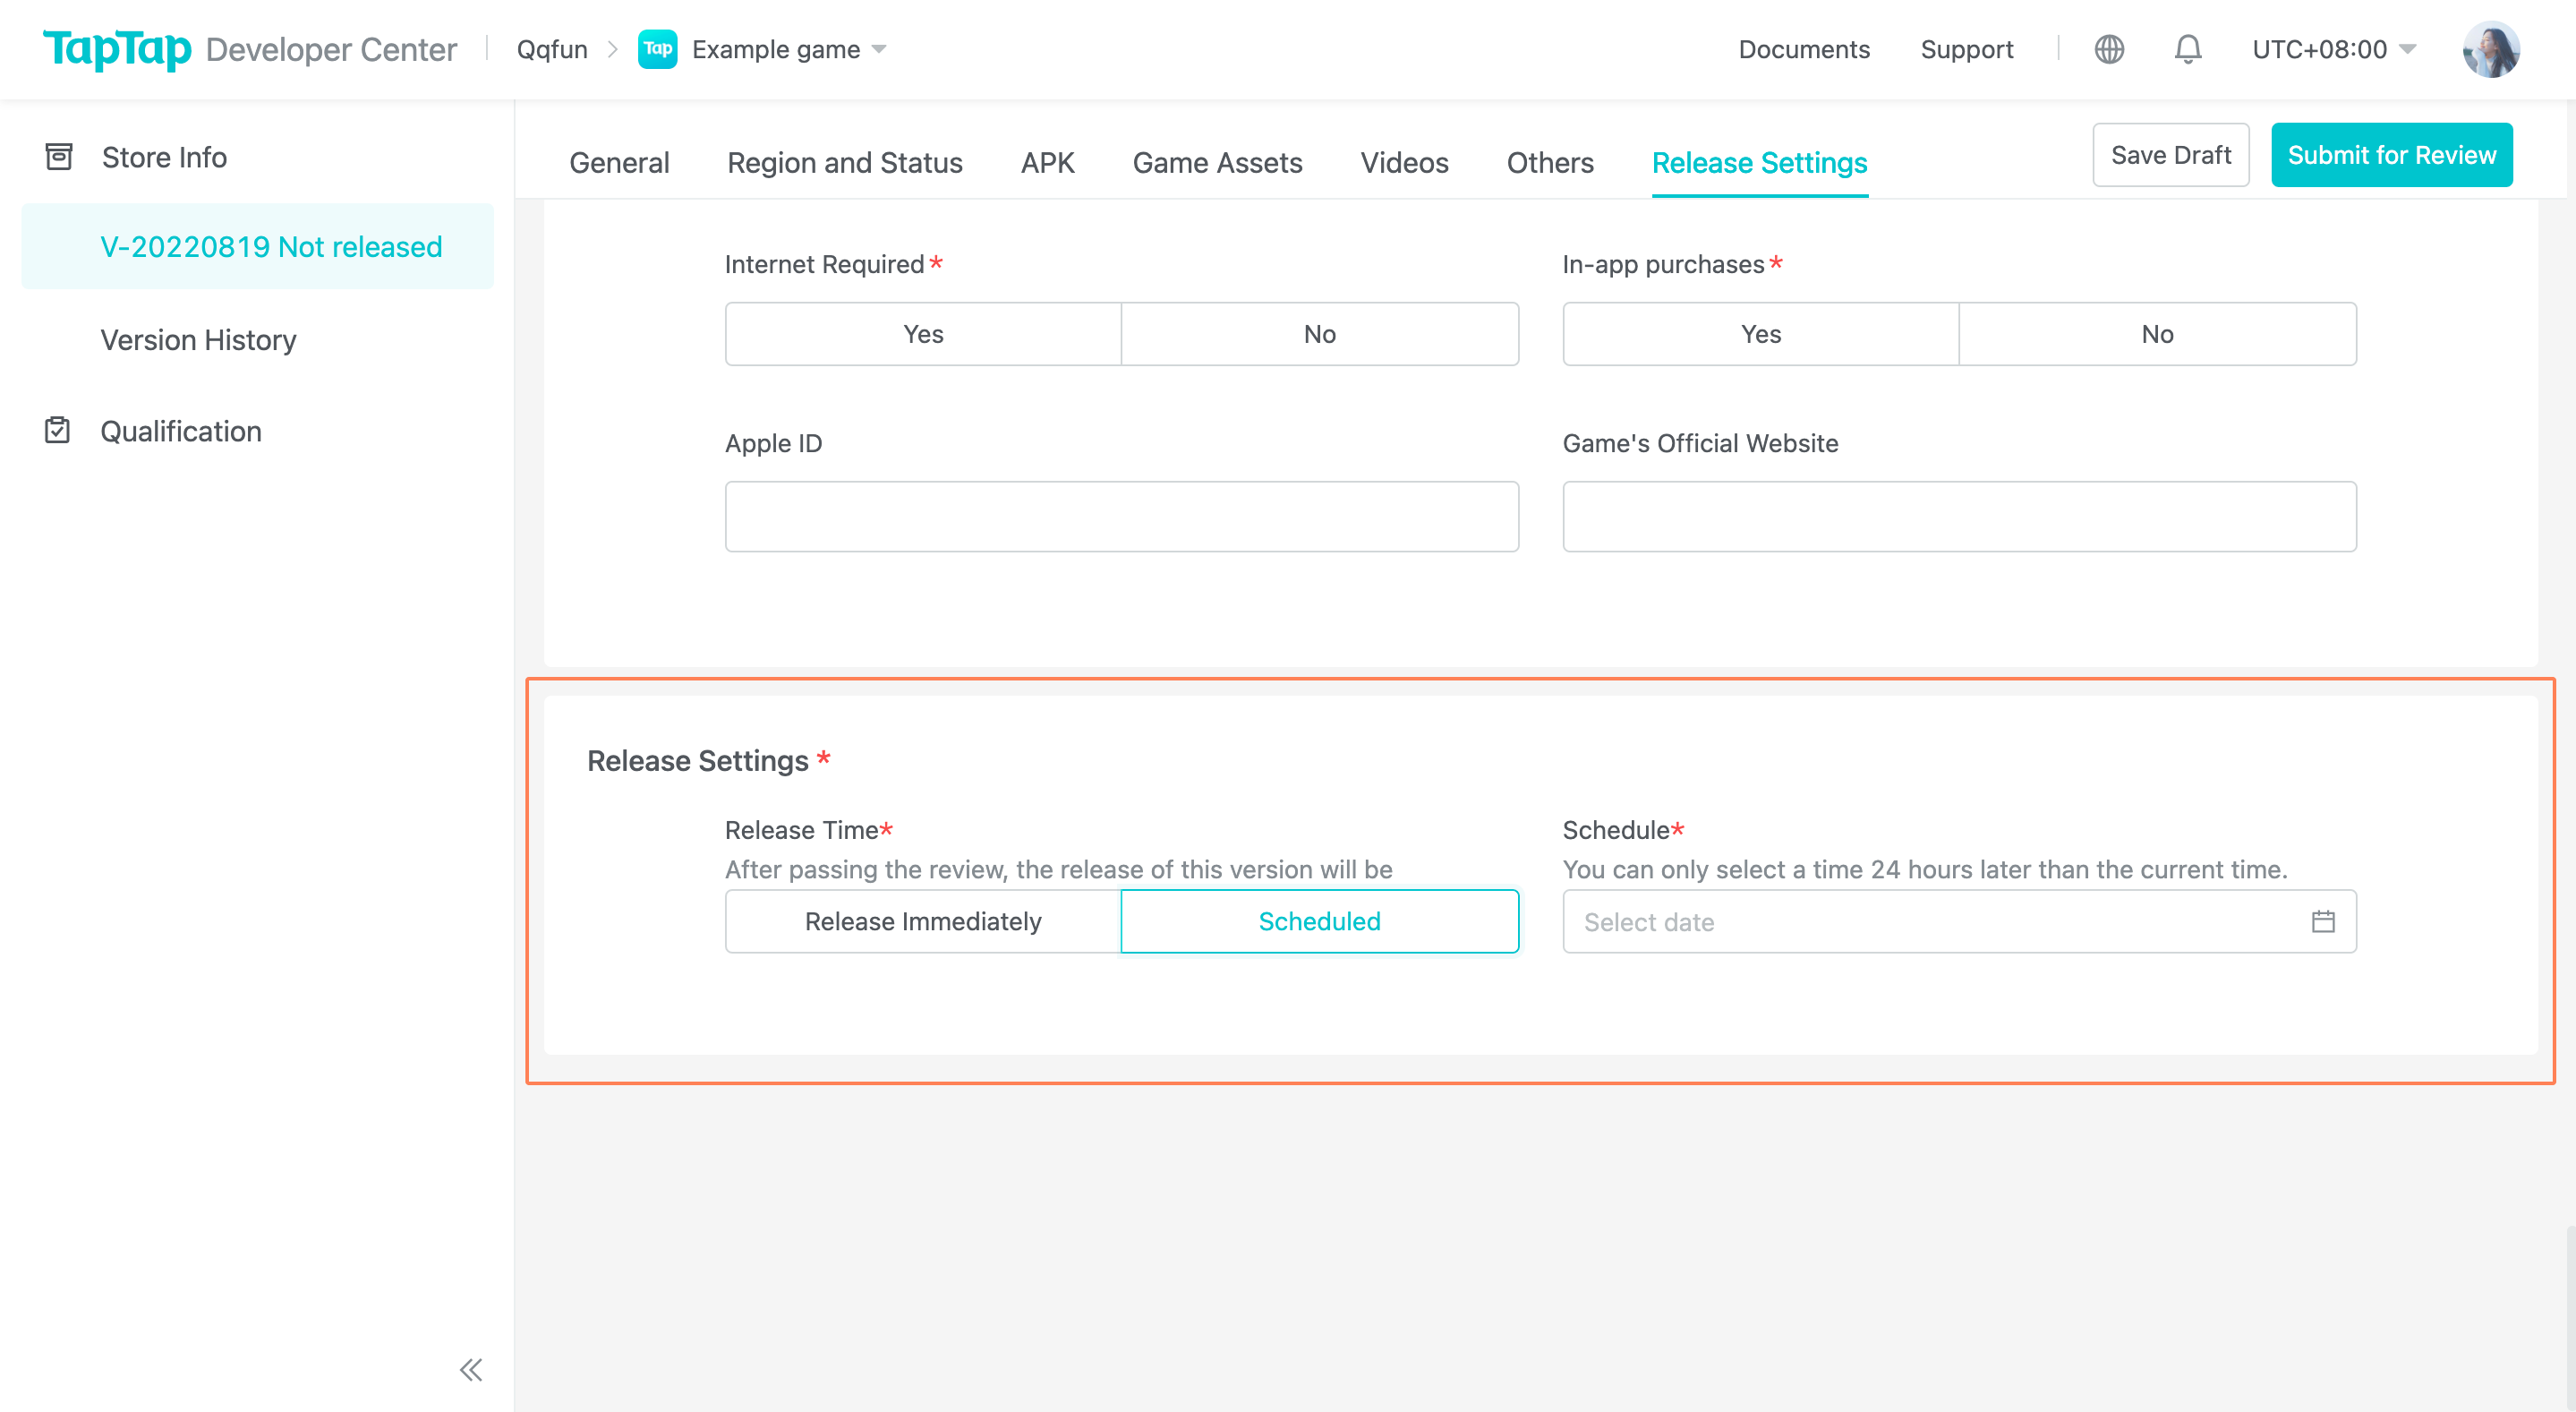 TapTap Developer Center Qqfun Tap Example game Documents Support UTC+08:00
Store Info
V-20220819 Not released
Version History
Qualification
General Region and Status APK Game Assets Videos Others Release Settings Save Draft Submit for Review
Internet Required* In-app purchases*
Yes No Yes No
Apple ID Game's Official Website
Release Settings *
Release Time* Schedule*
After passing the review, the release of this version will be You can only select a time 24 hours later than the current time.
Release Immediately Scheduled Select date